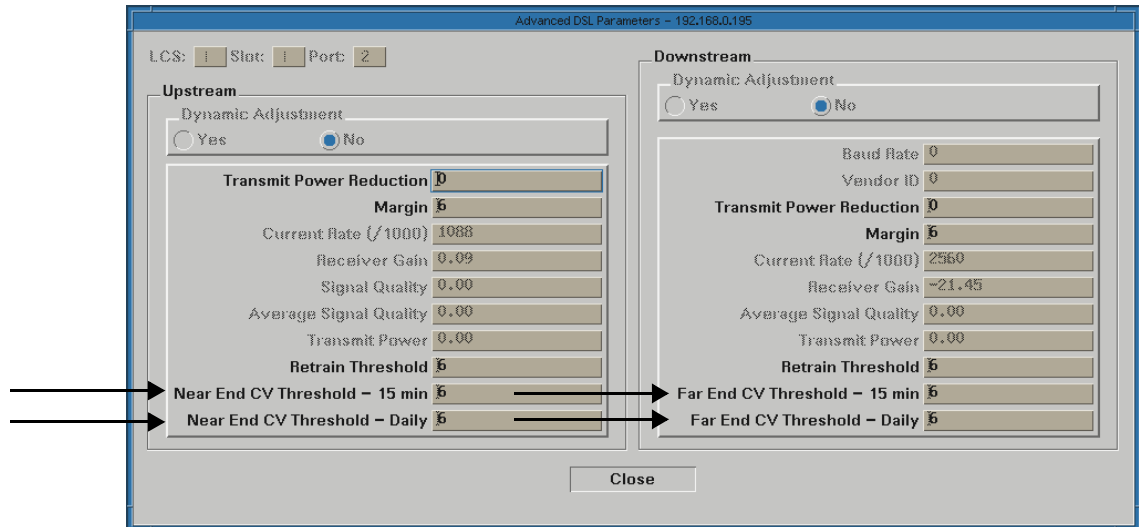 Advanced DSL Parameters - 192.168.0.195
LCS: 1 Slot: 1 Port: 2
Upstream
Dynamic Adjustment
Yes No
Transmit Power Reduction 0
Margin 6
Current Rate (/1000) 1088
Receiver Gain 0.09
Signal Quality 0.00
Average Signal Quality 0.00
Transmit Power 0.00
Retrain Threshold 6
Near End CV Threshold - 15 min 6
Near End CV Threshold - Daily 6
Downstream
Dynamic Adjustment
Yes No
Baud Rate 0
Vendor ID 0
Transmit Power Reduction 0
Margin 6
Current Rate (/1000) 2560
Receiver Gain -21.45
Average Signal Quality 0.00
Transmit Power 0.00
Retrain Threshold 6
Far End CV Threshold - 15 min 6
Far End CV Threshold - Daily 6
Close